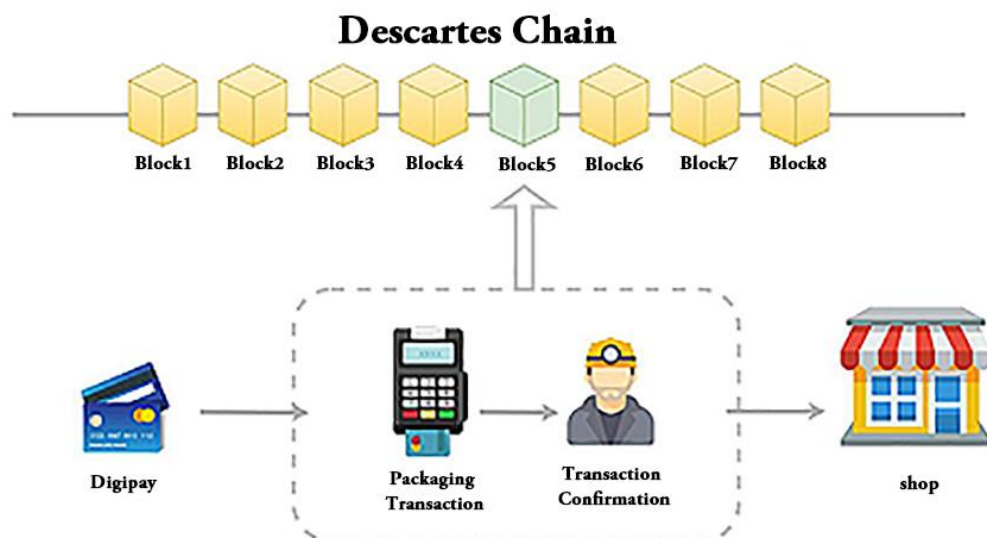 Descartes Chain
Block1 Block2 Block3 Block4 Block5 Block6 Block7 Block8
Digipay
Packaging
Transaction
Transaction
Confirmation
shop